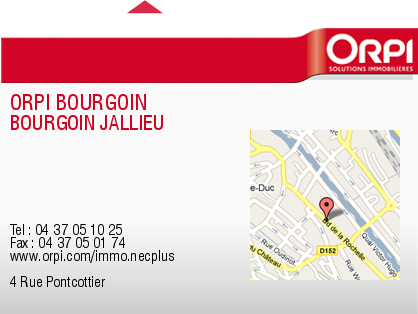 ORPI
SOLUTIONS IMMOBILIÈRES
ORPI BOURGOIN
BOURGOIN JALLIEU
Tel : 04 37 05 10 25
Fax : 04 37 05 01 74
www.orpi.com/immo.necplus
4 Rue Pontcottier
e-Duc
Bd de la Rochelle
Quai Victor Hugo
D152
Rue Oudinot
du Château
Rue W